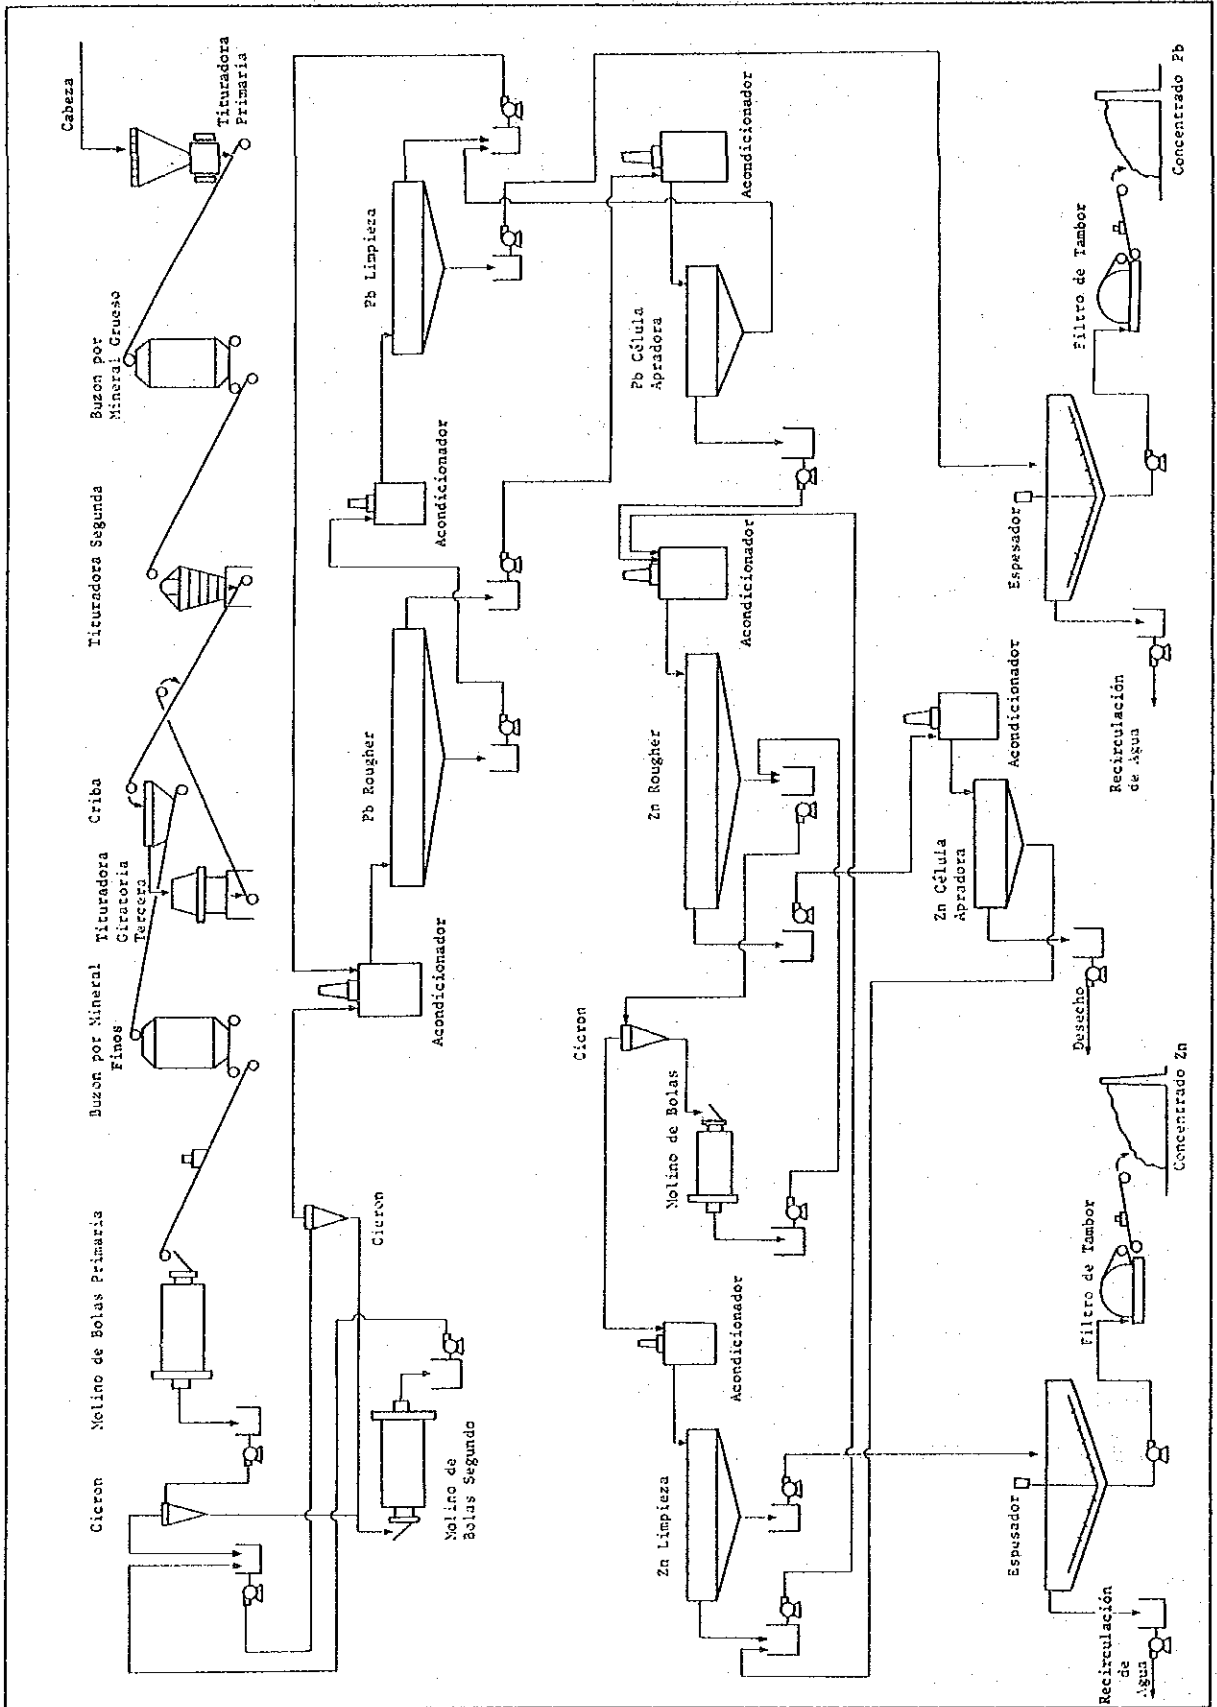 Cabeza
Tituradora
Primaria
Buzon por
Mineral Grueso
Tituradora Segunda
Criba
Tituradora
Giratoria
Tercera
Buzon por Mineral
Finos
Molino de Bolas Primaria
Cicron
Pb Limpieza
Acondicionador
Pb Rougher
Acondicionador
Cicron
Molino de
Bolas Segundo
Acondicionador
Pb Célula
Apradora
Acondicionador
Zn Rougher
Cicron
Molino de Bolas
Acondicionador
Zn Limpieza
Acondicionador
Zn Célula
Apradora
Desecho
Espesador
Recirculación
de Agua
Filtro de Tambor
Concentrado Pb
Espesador
Recirculación
de
Agua
Filtro de Tambor
Concentrado Zn